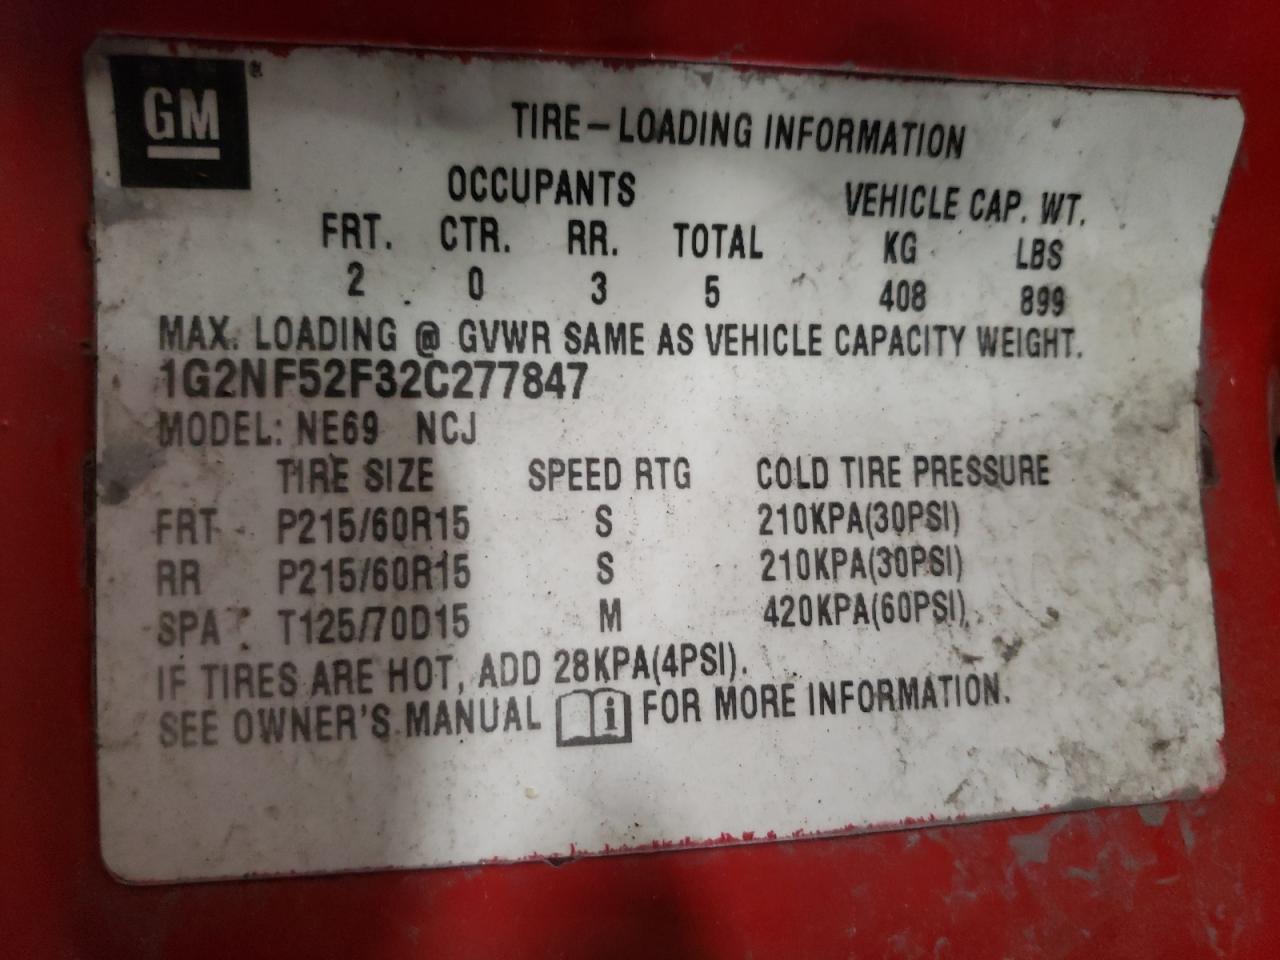 GM
TIRE-LOADING INFORMATION
OCCUPANTS VEHICLE CAP. WT.
FRT. CTR. RR. TOTAL KG LBS
2 0 3 5 408 899
MAX. LOADING @ GVWR SAME AS VEHICLE CAPACITY WEIGHT.
1G2NF52F32C277847
MODEL: NE69 NCJ
TIRE SIZE SPEED RTG COLD TIRE PRESSURE
FRT P215/60R15 S 210KPA(30PSI)
RR P215/60R15 S 210KPA(30PSI)
SPA T125/70D15 M 420KPA(60PSI)
IF TIRES ARE HOT, ADD 28KPA(4PSI).
SEE OWNER'S MANUAL i FOR MORE INFORMATION.